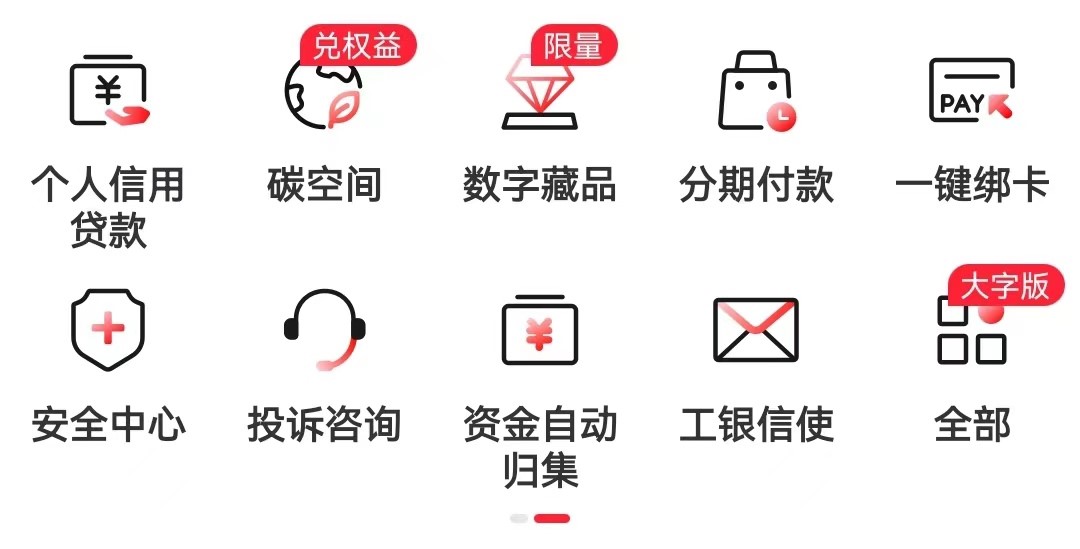 兑权益
限量
¥
PAY
个人信用
贷款
碳空间
数字藏品
分期付款
一键绑卡
大字版
¥
安全中心
投诉咨询
资金自动
归集
工银信使
全部